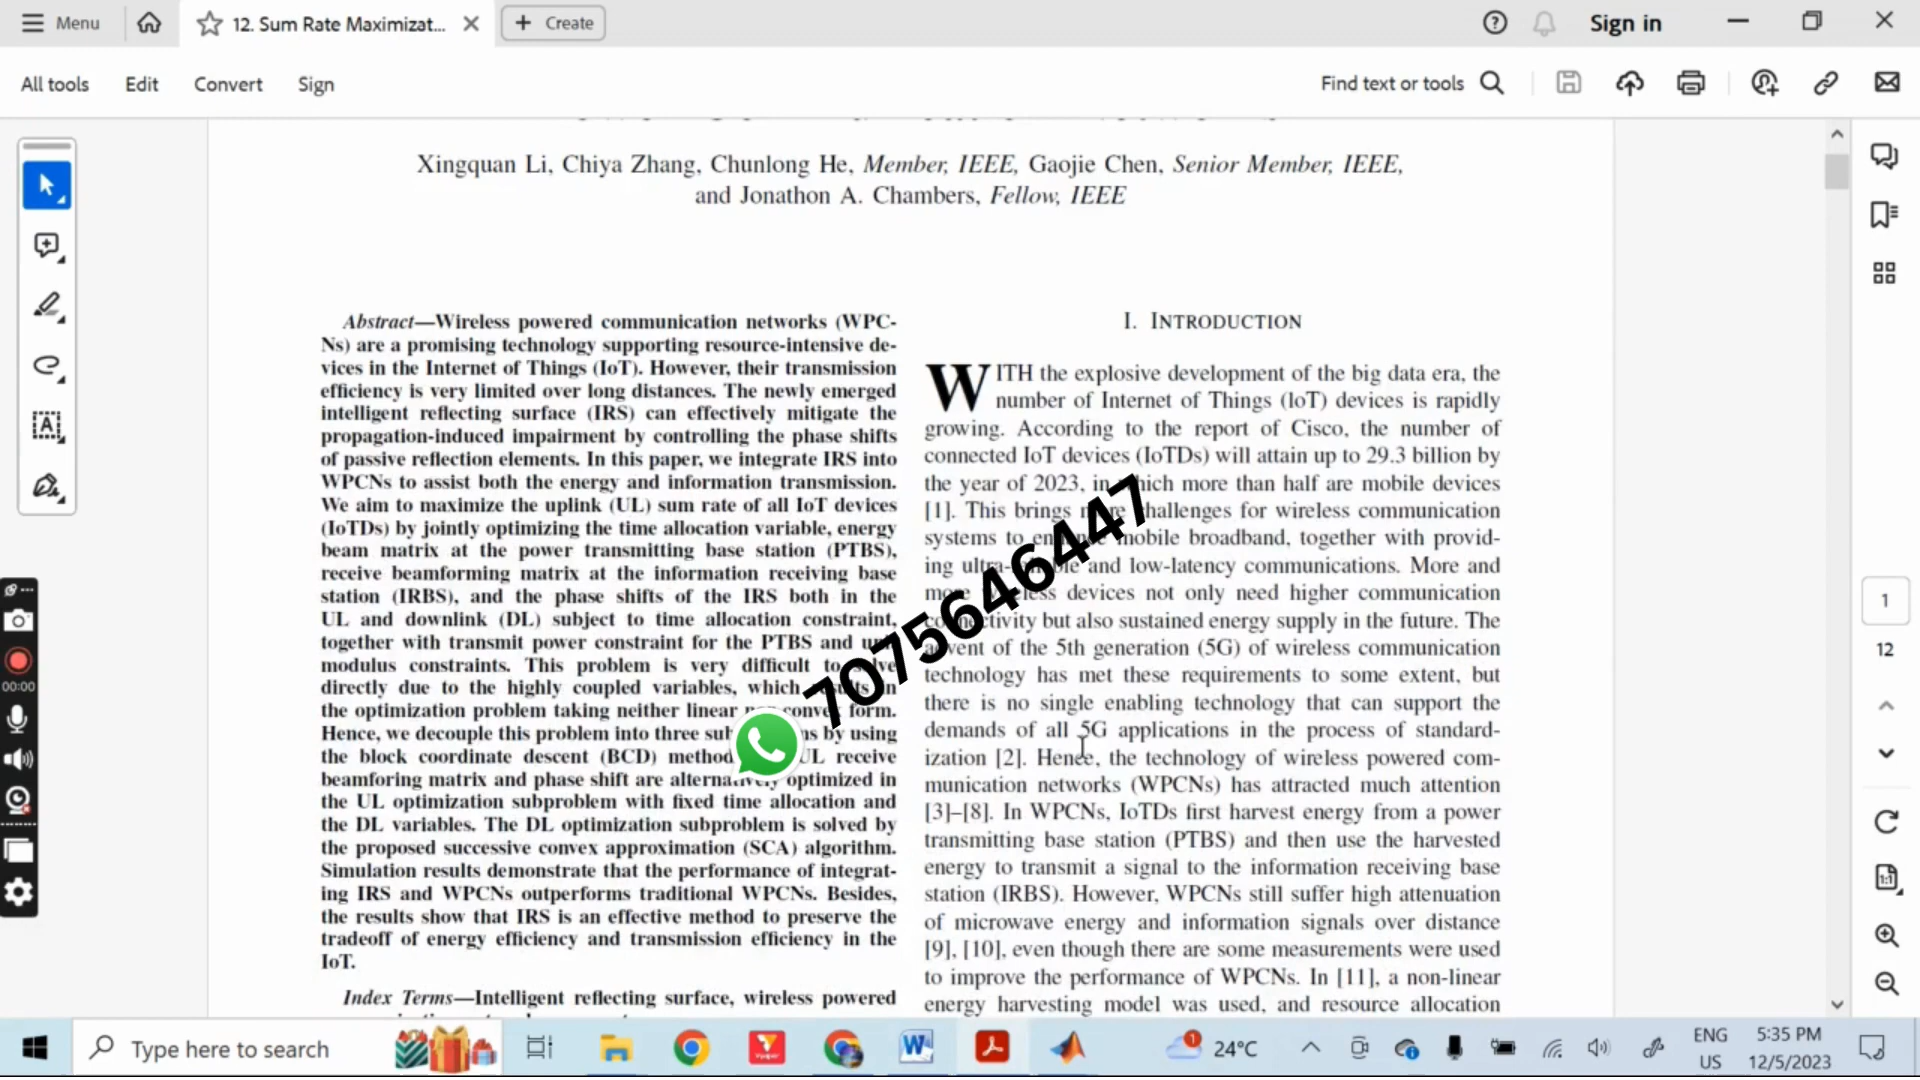 Menu
12. Sum Rate Maximizat...
Create
Sign in
All tools
Edit
Convert
Sign
Find text or tools
Xingquan Li, Chiya Zhang, Chunlong He, Member, IEEE, Gaojie Chen, Senior Member, IEEE,
and Jonathon A. Chambers, Fellow, IEEE
Abstract—Wireless powered communication networks (WPC-
Ns) are a promising technology supporting resource-intensive de-
vices in the Internet of Things (IoT). However, their transmission
efficiency is very limited over long distances. The newly emerged
intelligent reflecting surface (IRS) can effectively mitigate the
propagation-induced impairment by controlling the phase shifts
of passive reflection elements. In this paper, we integrate IRS into
WPCNs to assist both the energy and information transmission.
We aim to maximize the uplink (UL) sum rate of all IoT devices
(IoTDs) by jointly optimizing the time allocation variable, energy
beam matrix at the power transmitting base station (PTBS),
receive beamforming matrix at the information receiving base
station (IRBS), and the phase shifts of the IRS both in the
UL and downlink (DL) subject to time allocation constraint,
together with transmit power constraint for the PTBS and
modulus constraints. This problem is very difficult to
directly due to the highly coupled variables, which
the optimization problem taking neither linear form.
Hence, we decouple this problem into three by using
the block coordinate descent (BCD) method UL receive
beamforing matrix and phase shift are alternatively optimized in
the UL optimization subproblem with fixed time allocation and
the DL variables. The DL optimization subproblem is solved by
the proposed successive convex approximation (SCA) algorithm.
Simulation results demonstrate that the performance of integrat-
ing IRS and WPCNs outperforms traditional WPCNs. Besides,
the results show that IRS is an effective method to preserve the
tradeoff of energy efficiency and transmission efficiency in the
IoT.
Index Terms—Intelligent reflecting surface, wireless powered
I. INTRODUCTION
WITH the explosive development of the big data era, the
number of Internet of Things (IoT) devices is rapidly
growing. According to the report of Cisco, the number of
connected IoT devices (IoTDs) will attain up to 29.3 billion by
the year of 2023, in which more than half are mobile devices
[1]. This brings challenges for wireless communication
systems to mobile broadband, together with provid-
ing and low-latency communications. More and
devices not only need higher communication
but also sustained energy supply in the future. The
advent of the 5th generation (5G) of wireless communication
technology has met these requirements to some extent, but
there is no single enabling technology that can support the
demands of all 5G applications in the process of standard-
ization [2]. Hence, the technology of wireless powered com-
munication networks (WPCNs) has attracted much attention
[3]–[8]. In WPCNs, IoTDs first harvest energy from a power
transmitting base station (PTBS) and then use the harvested
energy to transmit a signal to the information receiving base
station (IRBS). However, WPCNs still suffer high attenuation
of microwave energy and information signals over distance
[9], [10], even though there are some measurements were used
to improve the performance of WPCNs. In [11], a non-linear
energy harvesting model was used, and resource allocation
7075646447
00:00
1
12
Type here to search
1
24°C
ENG
US
5:35 PM
12/5/2023